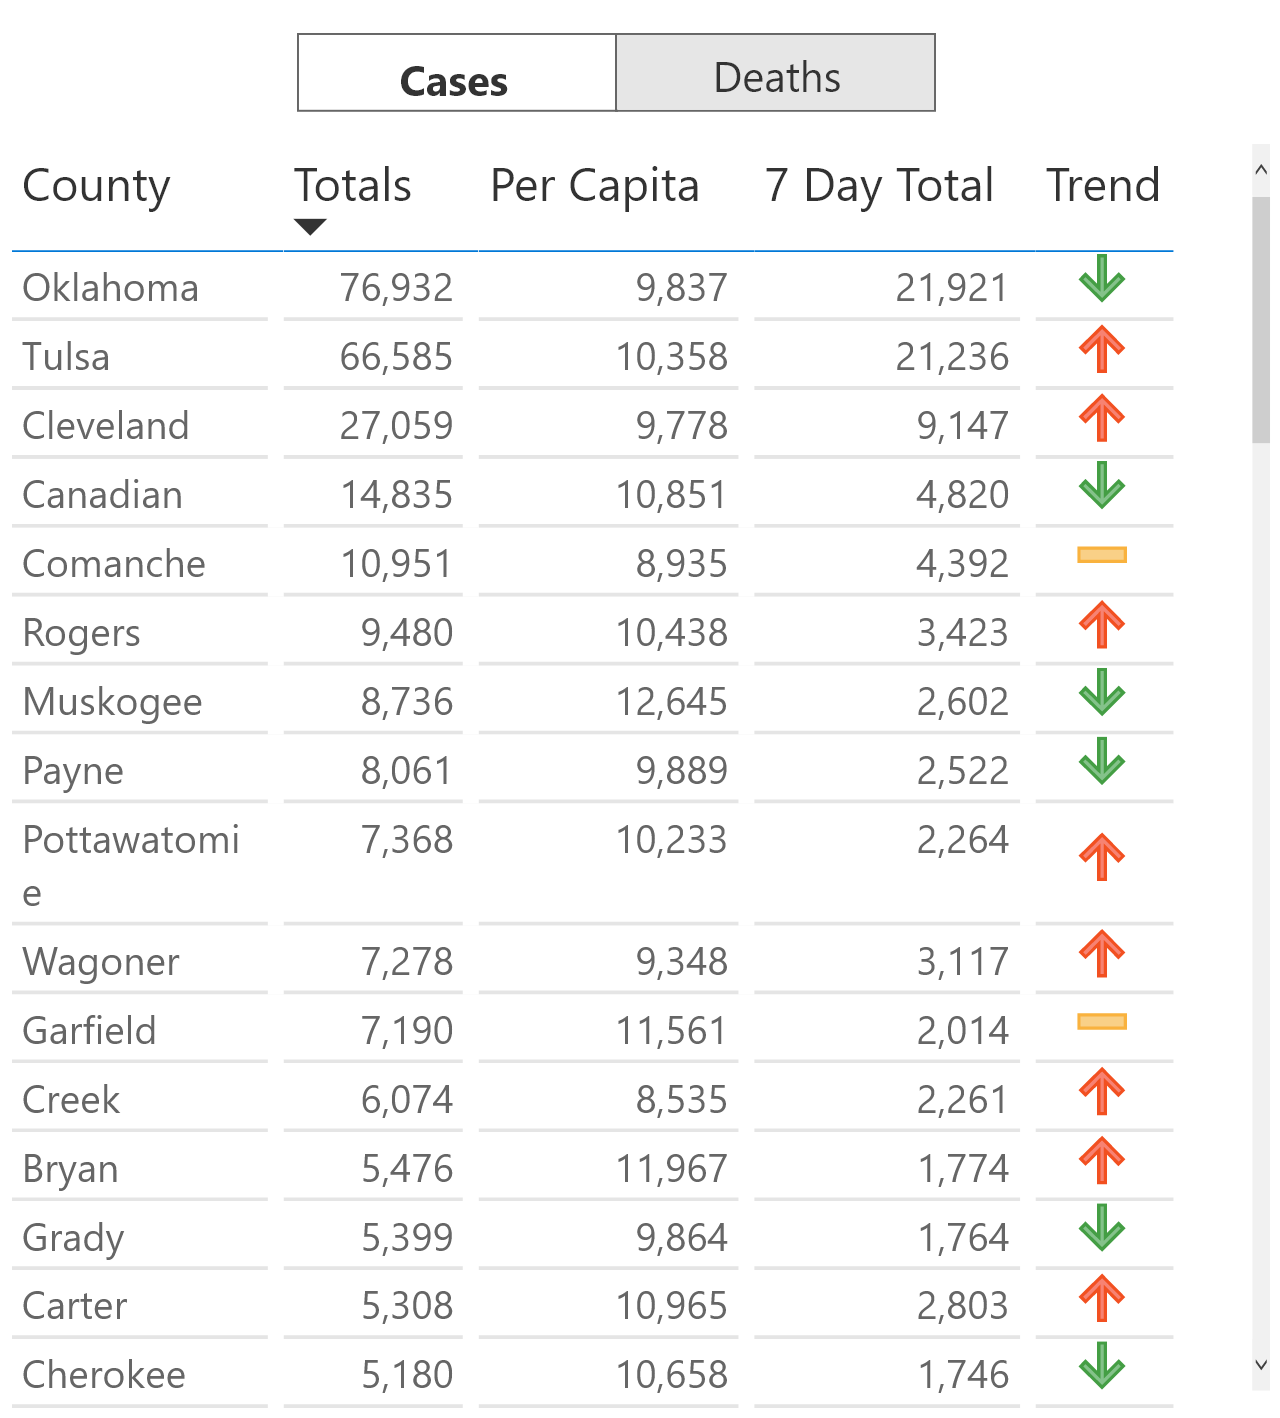 Cases Deaths
County Totals Per Capita 7 Day Total Trend
Oklahoma 76,932 9,837 21,921
Tulsa 66,585 10,358 21,236
Cleveland 27,059 9,778 9,147
Canadian 14,835 10,851 4,820
Comanche 10,951 8,935 4,392
Rogers 9,480 10,438 3,423
Muskogee 8,736 12,645 2,602
Payne 8,061 9,889 2,522
Pottawatomi 7,368 10,233 2,264
e
Wagoner 7,278 9,348 3,117
Garfield 7,190 11,561 2,014
Creek 6,074 8,535 2,261
Bryan 5,476 11,967 1,774
Grady 5,399 9,864 1,764
Carter 5,308 10,965 2,803
Cherokee 5,180 10,658 1,746